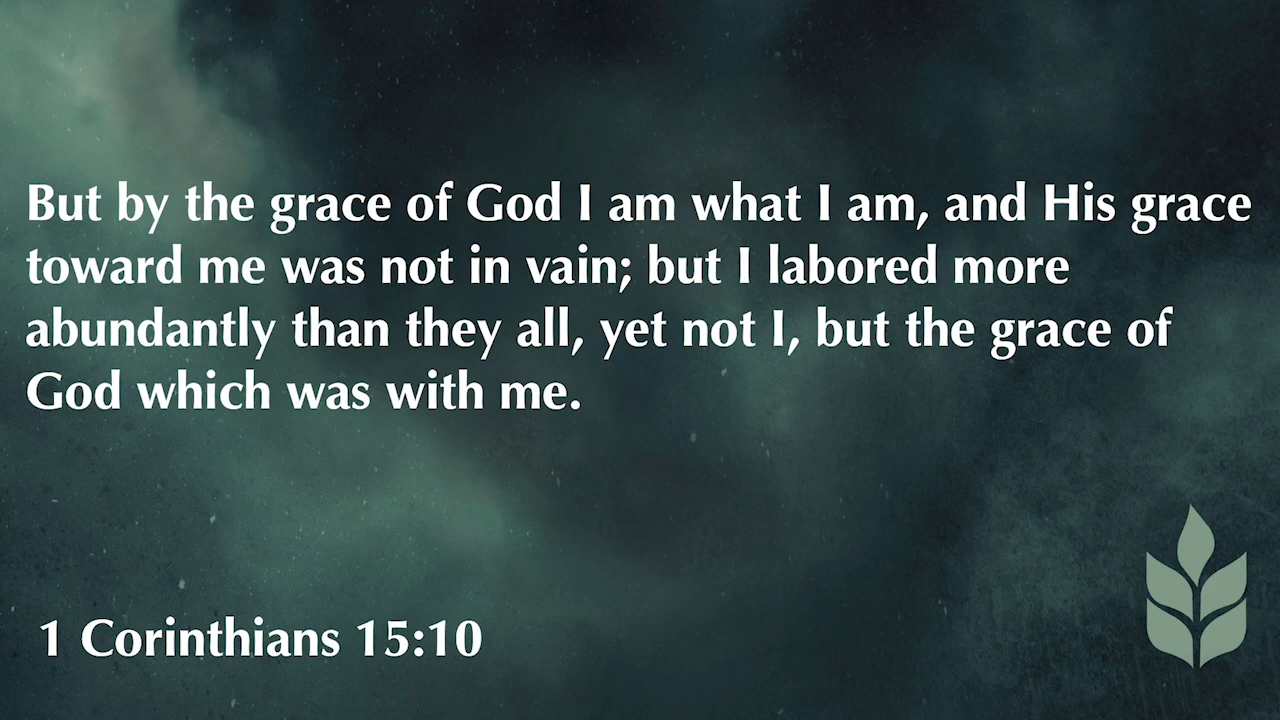 But by the grace of God I am what I am, and His grace
toward me was not in vain; but I labored more
abundantly than they all, yet not I, but the grace of
God which was with me.
1 Corinthians 15:10